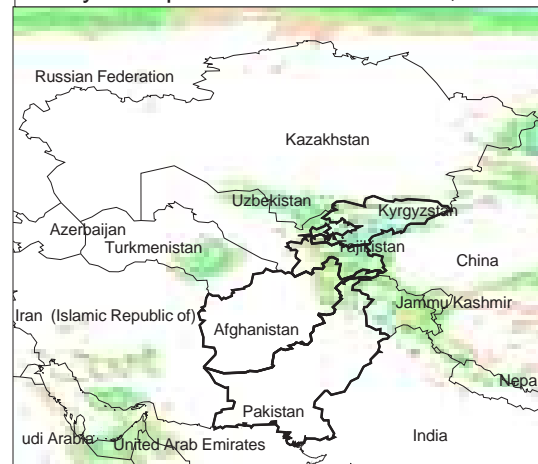 Russian Federation
Kazakhstan
Uzbekistan
Kyrgyzstan
Azerbaijan
Turkmenistan
Tajikistan
China
Jammu Kashmir
Iran (Islamic Republic of)
Afghanistan
Nepa
Pakistan
udi Arabia
United Arab Emirates
India